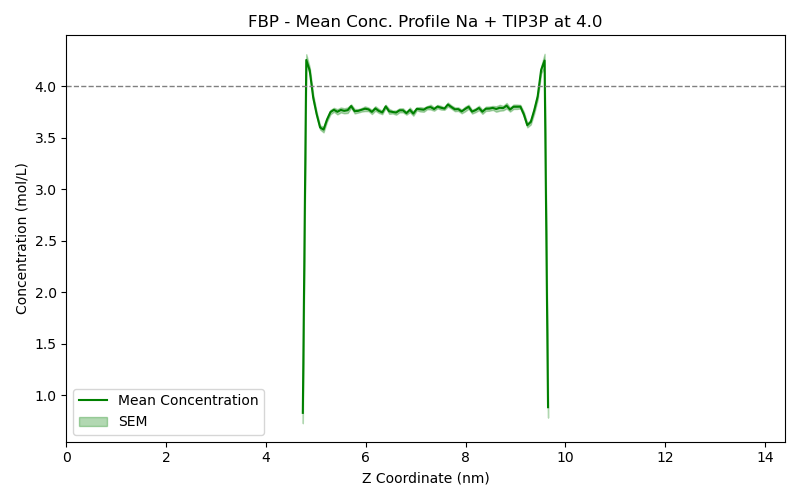 FBP - Mean Conc. Profile Na + TIP3P at 4.0
Concentration (mol/L)
4.0
3.5
3.0
2.5
2.0
1.5
1.0
Mean Concentration
SEM
0 2 4 6 8 10 12 14
Z Coordinate (nm)